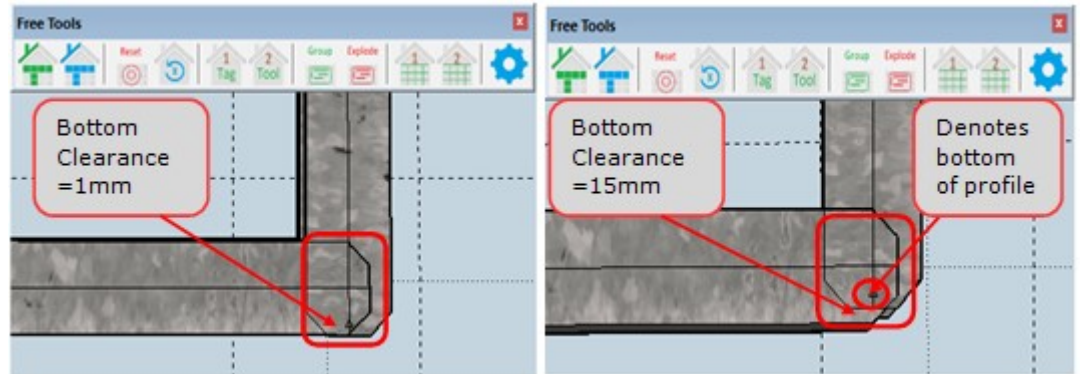 Free Tools
Reset
1
Tag
2
Tool
Group
Explode
1
2
Bottom
Clearance
=1mm
Free Tools
Reset
1
Tag
2
Tool
Group
Explode
1
2
Bottom
Clearance
=15mm
Denotes
bottom
of profile